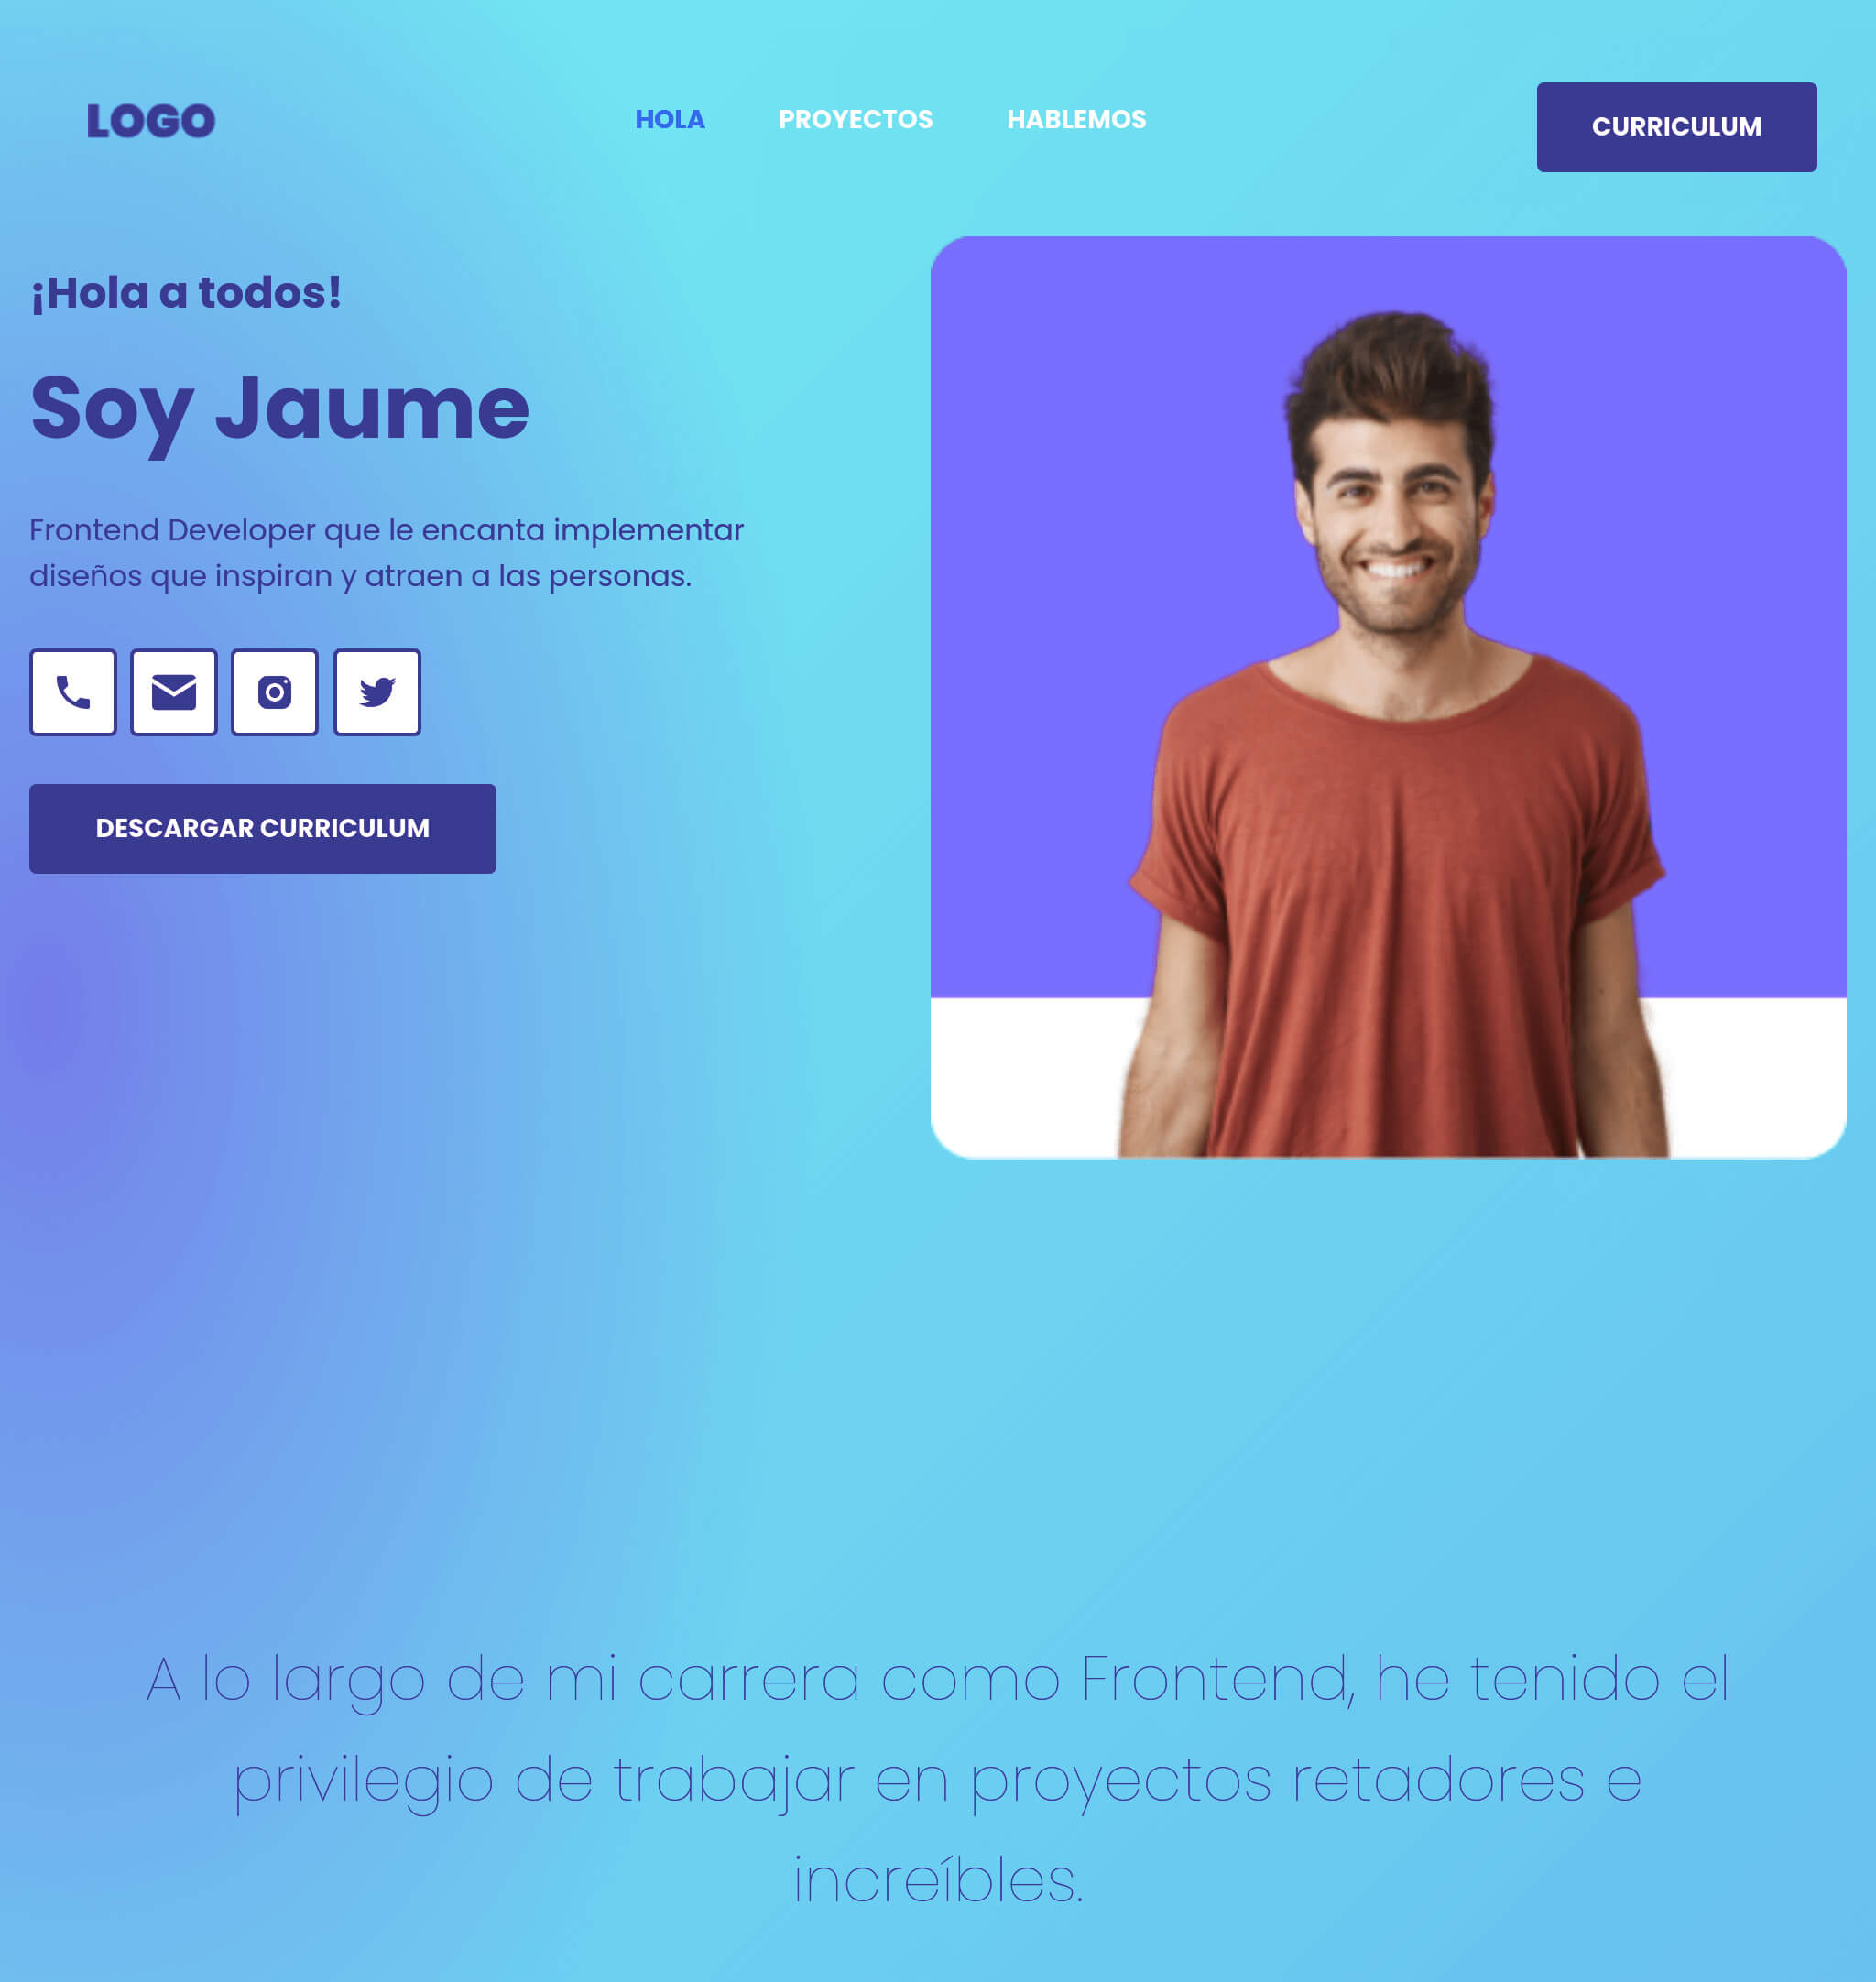 LOGO
HOLA
PROYECTOS
HABLEMOS
CURRICULUM
¡Hola a todos!
Soy Jaume
Frontend Developer que le encanta implementar
diseños que inspiran y atraen a las personas.
DESCARGAR CURRICULUM
A lo largo de mi carrera como Frontend, he tenido el
privilegio de trabajar en proyectos retadores e
increíbles.